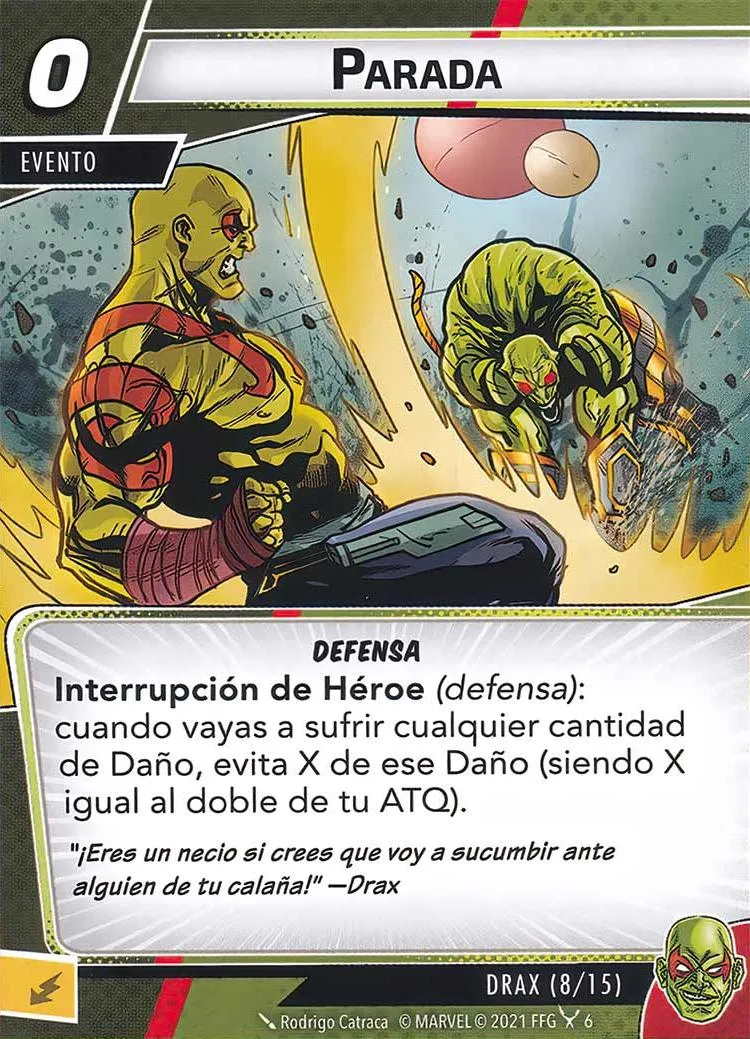 0
PARADA
EVENTO
DEFENSA
Interrupción de Héroe (defensa):
cuando vayas a sufrir cualquier cantidad
de Daño, evita X de ese Daño (siendo X
igual al doble de tu ATQ).
"¡Eres un necio si crees que voy a sucumbir ante
alguien de tu calaña!" —Drax
DRAX (8/15)
Rodrigo Catraca © MARVEL © 2021 FFG 6